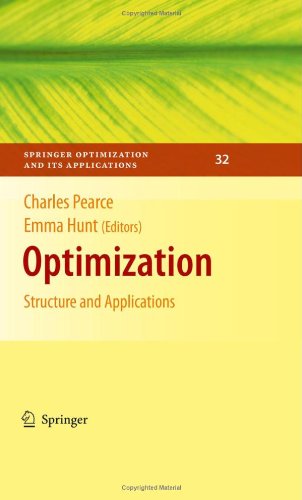 SPRINGER OPTIMIZATION
AND ITS APPLICATIONS
32
Charles Pearce
Emma Hunt (Editors)
Optimization
Structure and Applications
Springer